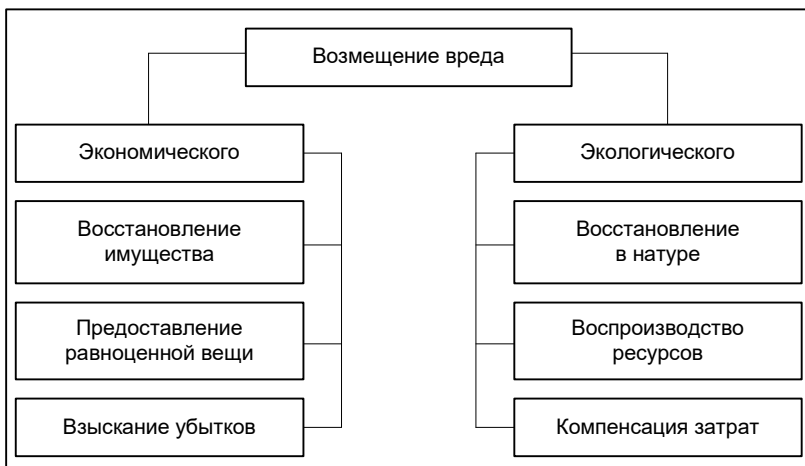 Возмещение вреда
Экономического
Экологического
Восстановление
имущества
Восстановление
в натуре
Предоставление
равноценной вещи
Воспроизводство
ресурсов
Взыскание убытков
Компенсация затрат